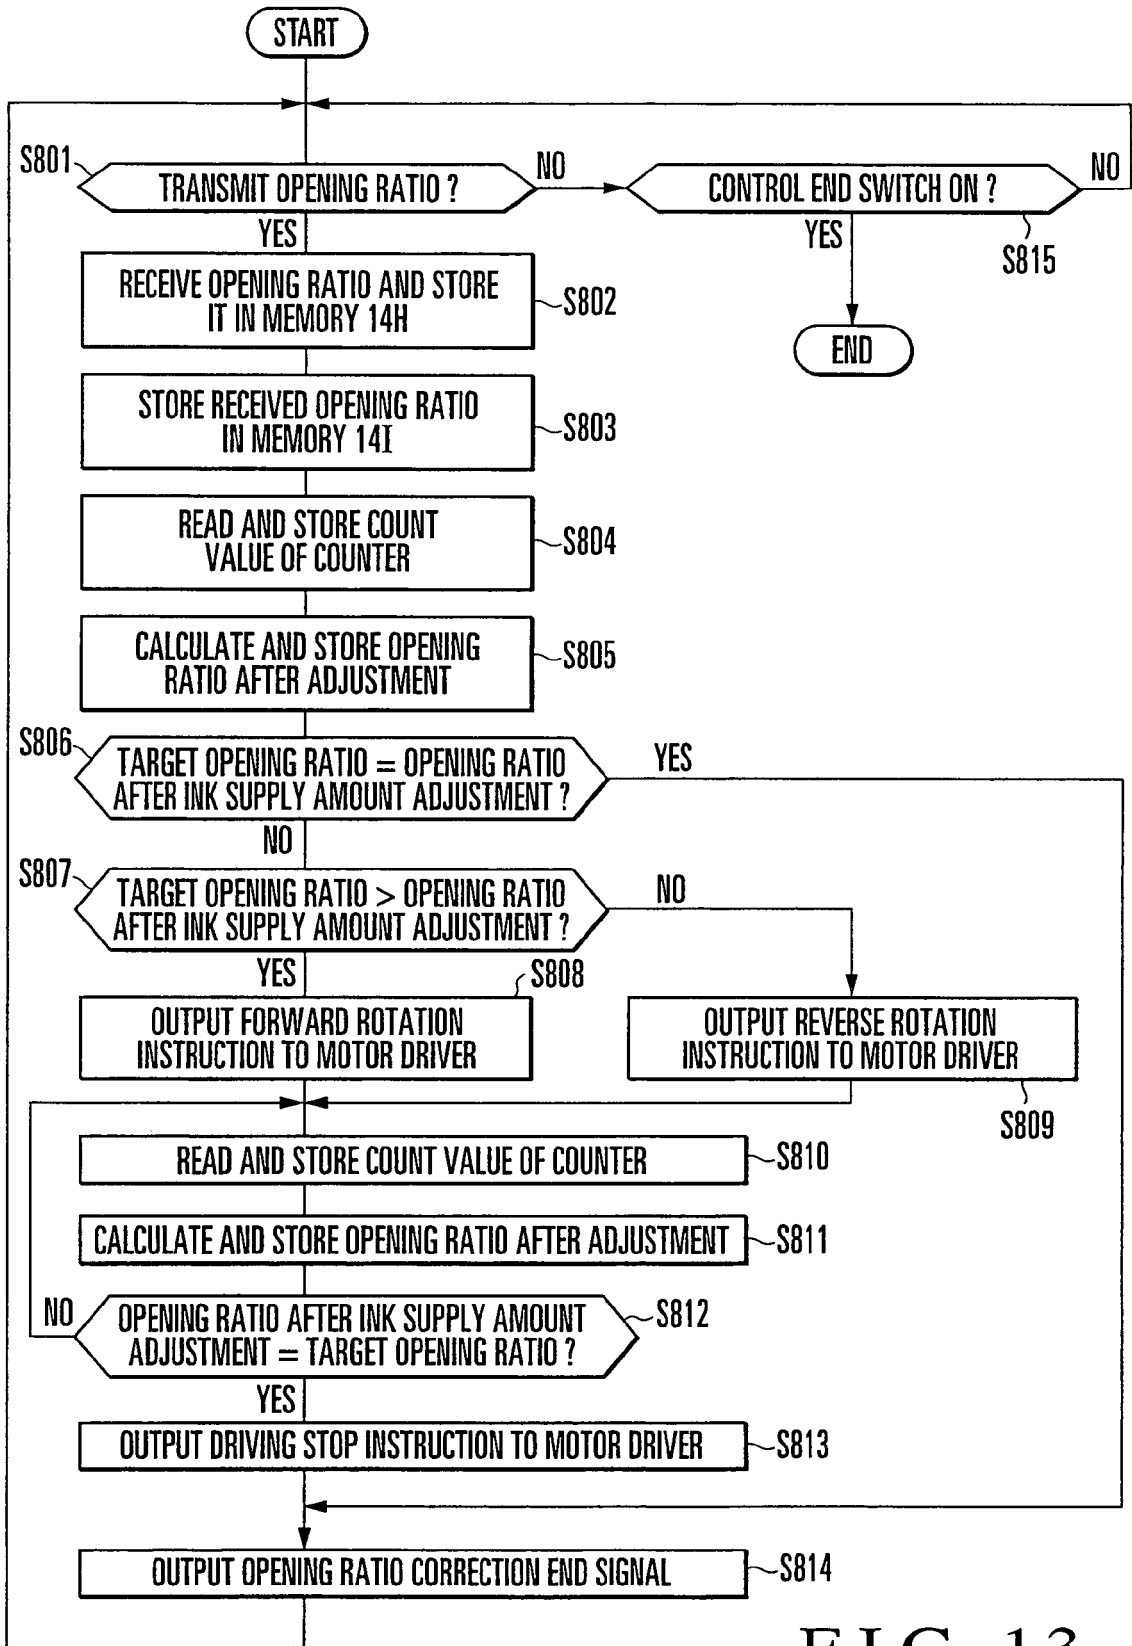 START
S801
TRANSMIT OPENING RATIO ?
NO
CONTROL END SWITCH ON ?
NO
S815
YES
YES
END
RECEIVE OPENING RATIO AND STORE
IT IN MEMORY 14H
S802
STORE RECEIVED OPENING RATIO
IN MEMORY 14I
S803
READ AND STORE COUNT
VALUE OF COUNTER
S804
CALCULATE AND STORE OPENING
RATIO AFTER ADJUSTMENT
S805
S806
TARGET OPENING RATIO = OPENING RATIO
AFTER INK SUPPLY AMOUNT ADJUSTMENT ?
YES
NO
S807
TARGET OPENING RATIO > OPENING RATIO
AFTER INK SUPPLY AMOUNT ADJUSTMENT ?
NO
YES
S808
OUTPUT FORWARD ROTATION
INSTRUCTION TO MOTOR DRIVER
OUTPUT REVERSE ROTATION
INSTRUCTION TO MOTOR DRIVER
S809
READ AND STORE COUNT VALUE OF COUNTER
S810
CALCULATE AND STORE OPENING RATIO AFTER ADJUSTMENT
S811
NO
OPENING RATIO AFTER INK SUPPLY AMOUNT
ADJUSTMENT = TARGET OPENING RATIO ?
S812
YES
OUTPUT DRIVING STOP INSTRUCTION TO MOTOR DRIVER
S813
OUTPUT OPENING RATIO CORRECTION END SIGNAL
S814
FIG. 13